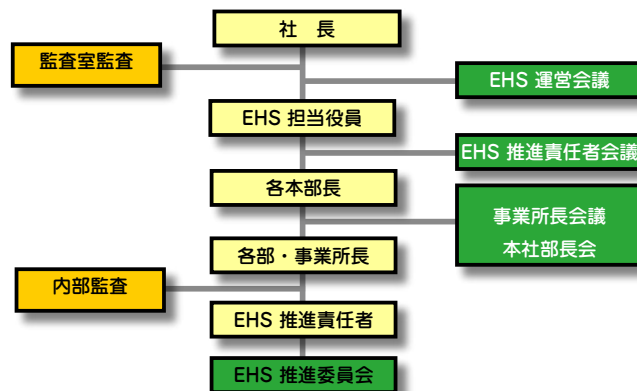 社 長
監査室監査
EHS 運営会議
EHS 担当役員
EHS 推進責任者会議
各本部長
事業所長会議
本社部長会
各部・事業所長
内部監査
EHS 推進責任者
EHS 推進委員会